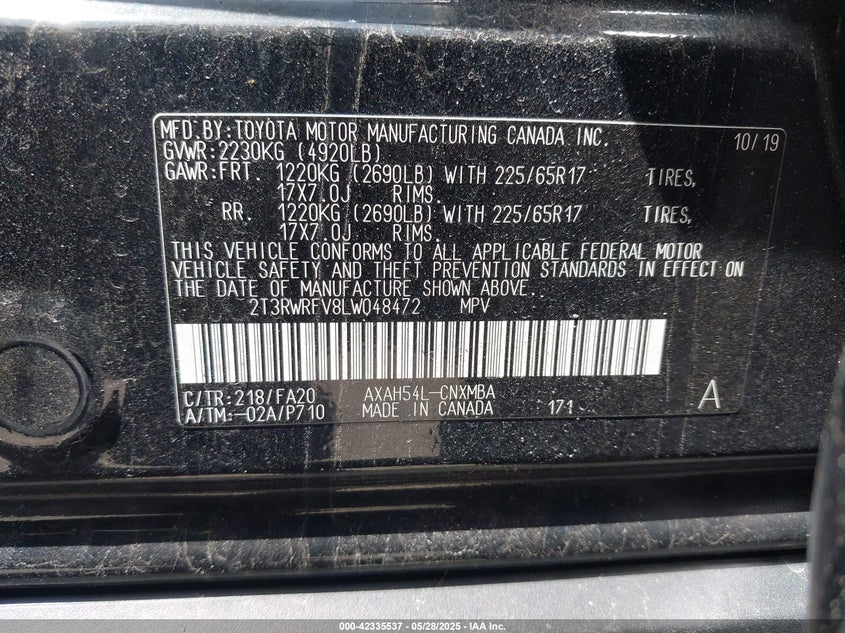 MFD.BY:TOYOTA MOTOR MANUFACTURING CANADA INC. 10/19
GVWR:2230KG (4920LB)
GAWR:FRT. 1220KG (2690LB) WITH 225/65R17 TIRES,
17X7.0J RIMS.
RR. 1220KG (2690LB) WITH 225/65R17 TIRES,
17X7.0J RIMS.
THIS VEHICLE CONFORMS TO ALL APPLICABLE FEDERAL MOTOR
VEHICLE SAFETY AND THEFT PREVENTION STANDARDS IN EFFECT ON
THE DATE OF MANUFACTURE SHOWN ABOVE.
2T3RWRFV8LW048472 MPV
C/TR:218/FA20 AXAH54L-CNXMBA
A/TM:-02A/P710 MADE IN CANADA 171 A
000-42335537 - 05/28/2025 - IAA Inc.